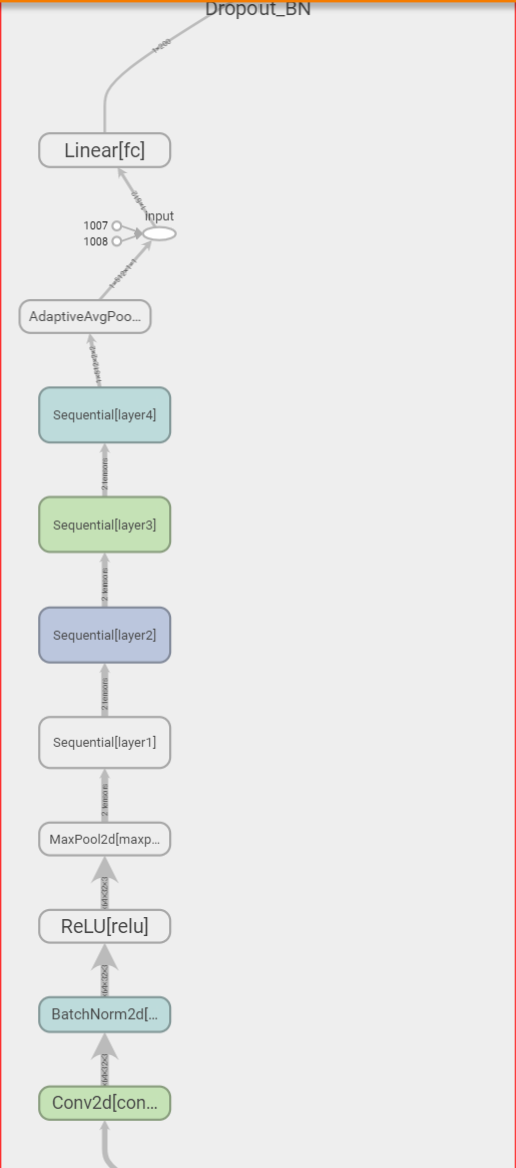 Dropout_BN
Linear[fc]
input
1007
1008
AdaptiveAvgPoo...
Sequential[layer4]
2 tensors
Sequential[layer3]
2 tensors
Sequential[layer2]
2 tensors
Sequential[layer1]
2 tensors
MaxPool2d[maxp...
ReLU[relu]
BatchNorm2d[...
Conv2d[con...